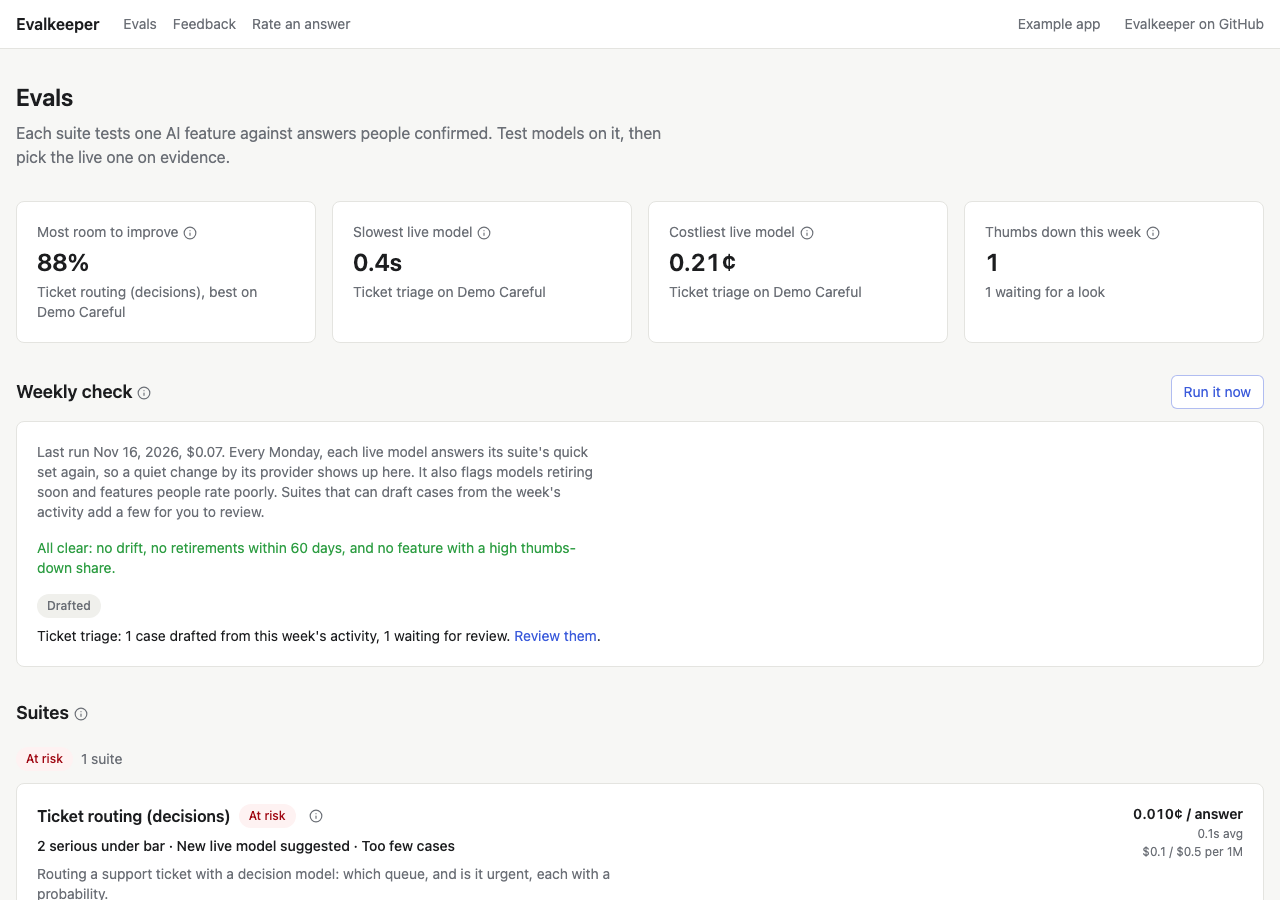 Evalkeeper Evals Feedback Rate an answer Example app Evalkeeper on GitHub
Evals
Each suite tests one AI feature against answers people confirmed. Test models on it, then
pick the live one on evidence.
Most room to improve
88%
Ticket routing (decisions), best on
Demo Careful
Slowest live model
0.4s
Ticket triage on Demo Careful
Costliest live model
0.21¢
Ticket triage on Demo Careful
Thumbs down this week
1
1 waiting for a look
Weekly check
Run it now
Last run Nov 16, 2026, $0.07. Every Monday, each live model answers its suite's quick
set again, so a quiet change by its provider shows up here. It also flags models retiring
soon and features people rate poorly. Suites that can draft cases from the week's
activity add a few for you to review.
All clear: no drift, no retirements within 60 days, and no feature with a high thumbs-
down share.
Drafted
Ticket triage: 1 case drafted from this week's activity, 1 waiting for review. Review them.
Suites
At risk 1 suite
Ticket routing (decisions) At risk
2 serious under bar · New live model suggested · Too few cases
Routing a support ticket with a decision model: which queue, and is it urgent, each with a
probability.
0.010¢ / answer
0.1s avg
$0.1 / $0.5 per 1M